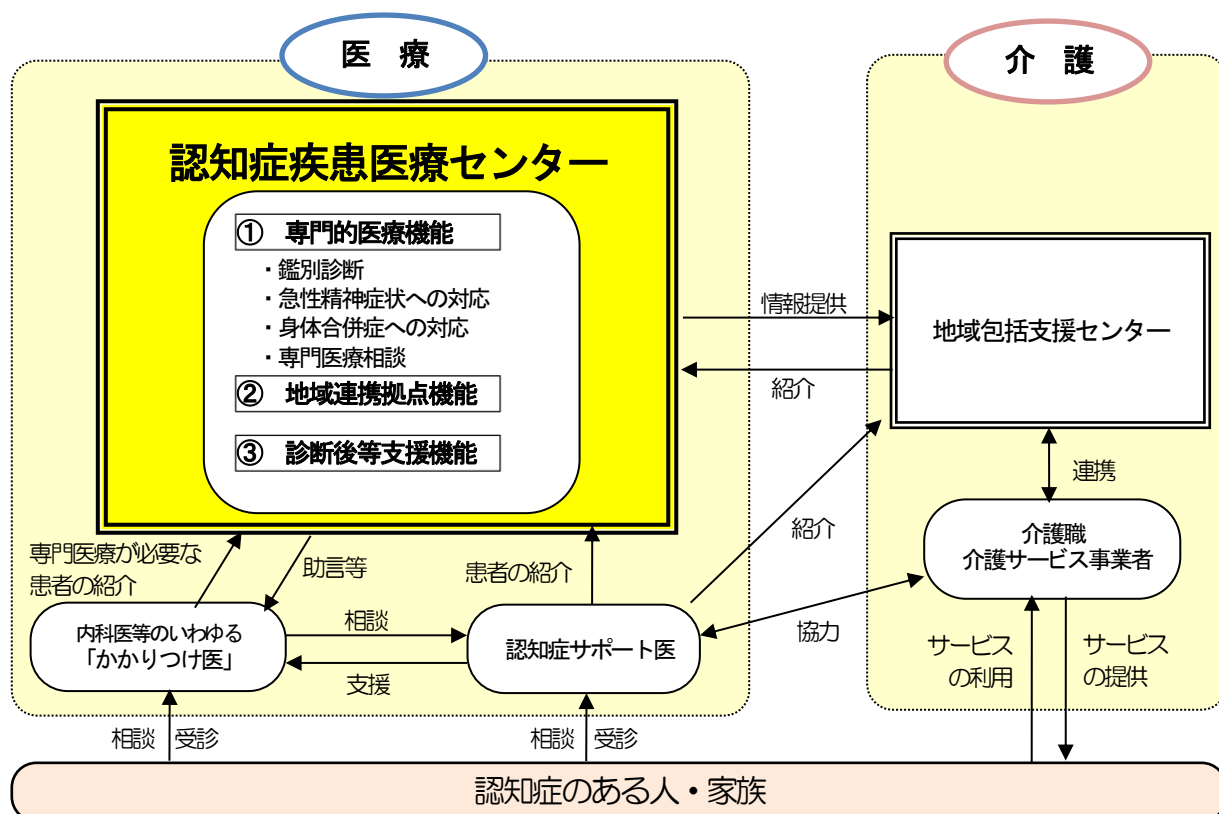 医 療
介 護
認知症疾患医療センター
① 専門的医療機能
・鑑別診断
・急性精神症状への対応
・身体合併症への対応
・専門医療相談
② 地域連携拠点機能
③ 診断後等支援機能
情報提供
紹介
地域包括支援センター
連携
介護職
介護サービス事業者
紹介
協力
専門医療が必要な
患者の紹介
助言等
患者の紹介
内科医等のいわゆる
「かかりつけ医」
相談
支援
認知症サポート医
サービス
の利用
サービス
の提供
相談
受診
相談
受診
認知症のある人・家族